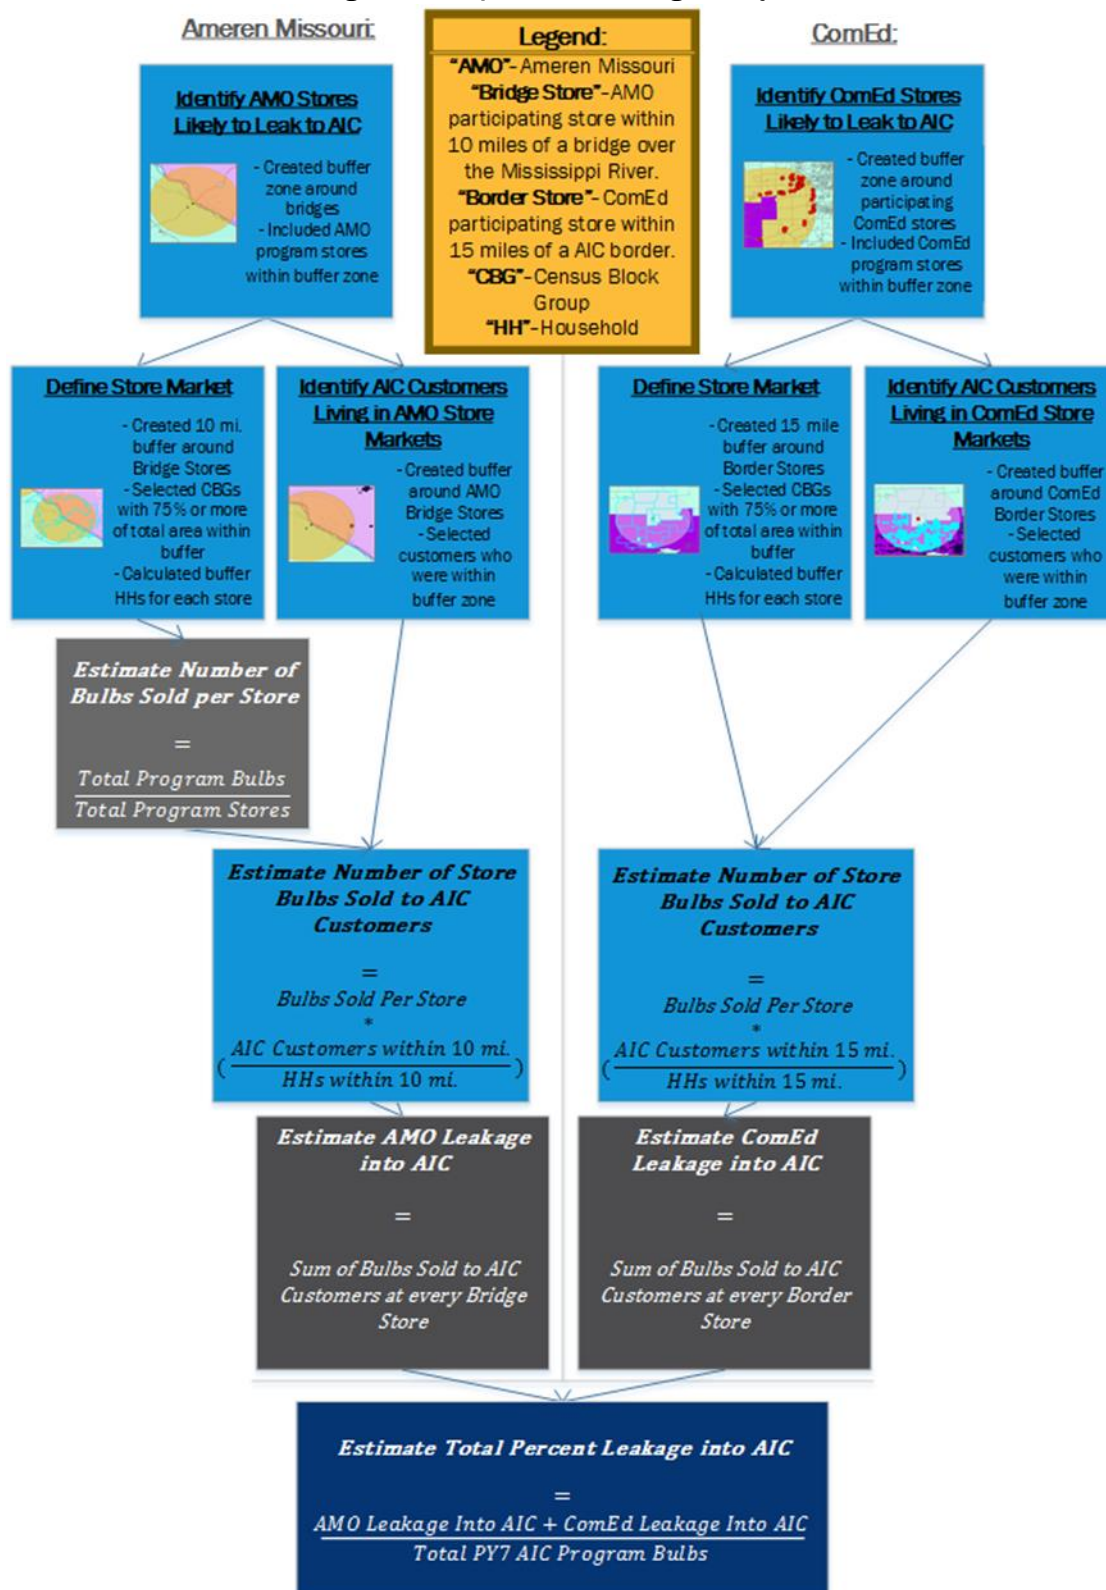 Ameren Missouri:
Legend:
"AMO"-Ameren Missouri
"Bridge Store"-AMO
participating store within
10 miles of a bridge over
the Mississippi River.
"Border Store"-ComEd
participating store within
15 miles of a AIC border.
"CBG"-Census Block
Group
"HH"-Household
ComEd:
Identify AMO Stores
Likely to Leak to AIC
- Created buffer
zone around
bridges
- Included AMO
program stores
within buffer zone
Identify ComEd Stores
Likely to Leak to AIC
- Created buffer
zone around
participating
ComEd stores
- Included ComEd
program stores
within buffer zone
Define Store Market
- Created 10 mi.
buffer around
Bridge Stores
- Selected CBGs
with 75% or more
of total area within
buffer
- Calculated buffer
HHs for each store
Identify AIC Customers
Living in AMO Store
Markets
- Created buffer
around AMO
Bridge Stores
- Selected
customers who
were within
buffer zone
Define Store Market
- Created 15 mile
buffer around
Border Stores
- Selected CBGs
with 75% or more
of total area within
buffer
- Calculated buffer
HHs for each store
Identify AIC Customers
Living in ComEd Store
Markets
- Created buffer
around ComEd
Border Stores
- Selected
customers who
were within
buffer zone
Estimate Number of
Bulbs Sold per Store
=
Total Program Bulbs
Total Program Stores
Estimate Number of Store
Bulbs Sold to AIC
Customers
=
Bulbs Sold Per Store
*
(AIC Customers within 10 mi.
HHs within 10 mi.)
Estimate Number of Store
Bulbs Sold to AIC
Customers
=
Bulbs Sold Per Store
*
(AIC Customers within 15 mi.
HHs within 15 mi.)
Estimate AMO Leakage
into AIC
=
Sum of Bulbs Sold to AIC
Customers at every Bridge
Store
Estimate ComEd
Leakage into AIC
=
Sum of Bulbs Sold to AIC
Customers at every Border
Store
Estimate Total Percent Leakage into AIC
=
AMO Leakage Into AIC + ComEd Leakage Into AIC
Total PY7 AIC Program Bulbs